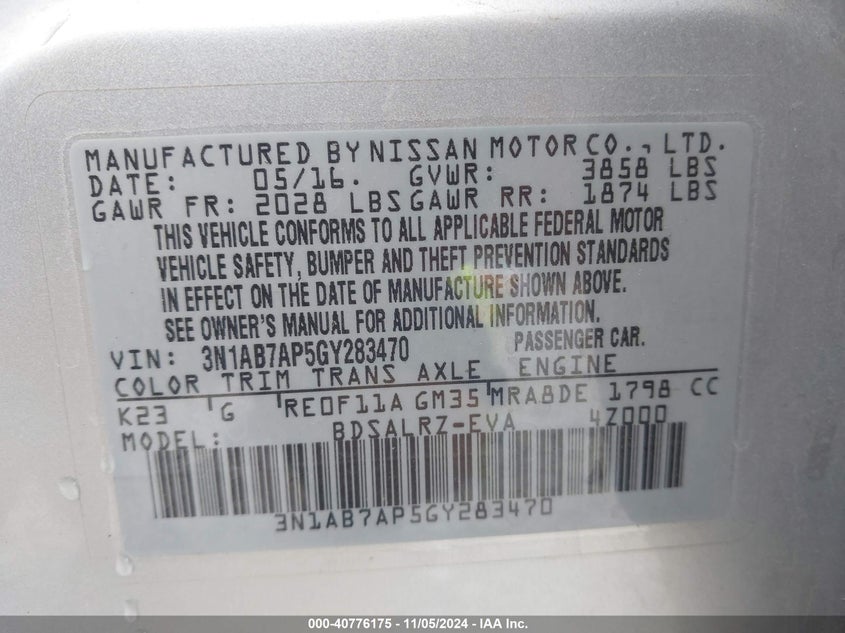 MANUFACTURED BY NISSAN MOTOR CO., LTD.
DATE: 05/16. GVWR: 3858 LBS
GAWR FR: 2028 LBS GAWR RR: 1874 LBS
THIS VEHICLE CONFORMS TO ALL APPLICABLE FEDERAL MOTOR
VEHICLE SAFETY, BUMPER AND THEFT PREVENTION STANDARDS
IN EFFECT ON THE DATE OF MANUFACTURE SHOWN ABOVE.
SEE OWNER'S MANUAL FOR ADDITIONAL INFORMATION.
VIN: 3N1AB7AP5GY283470 PASSENGER CAR.
COLOR TRIM TRANS AXLE ENGINE
K23 'G 'RE0F11A GM35 'MRA8DE 1798 CC
MODEL: BDSALRZ-EVA 4Z000
3N1AB7AP5GY283470
000-40776175 - 11/05/2024 - IAA Inc.